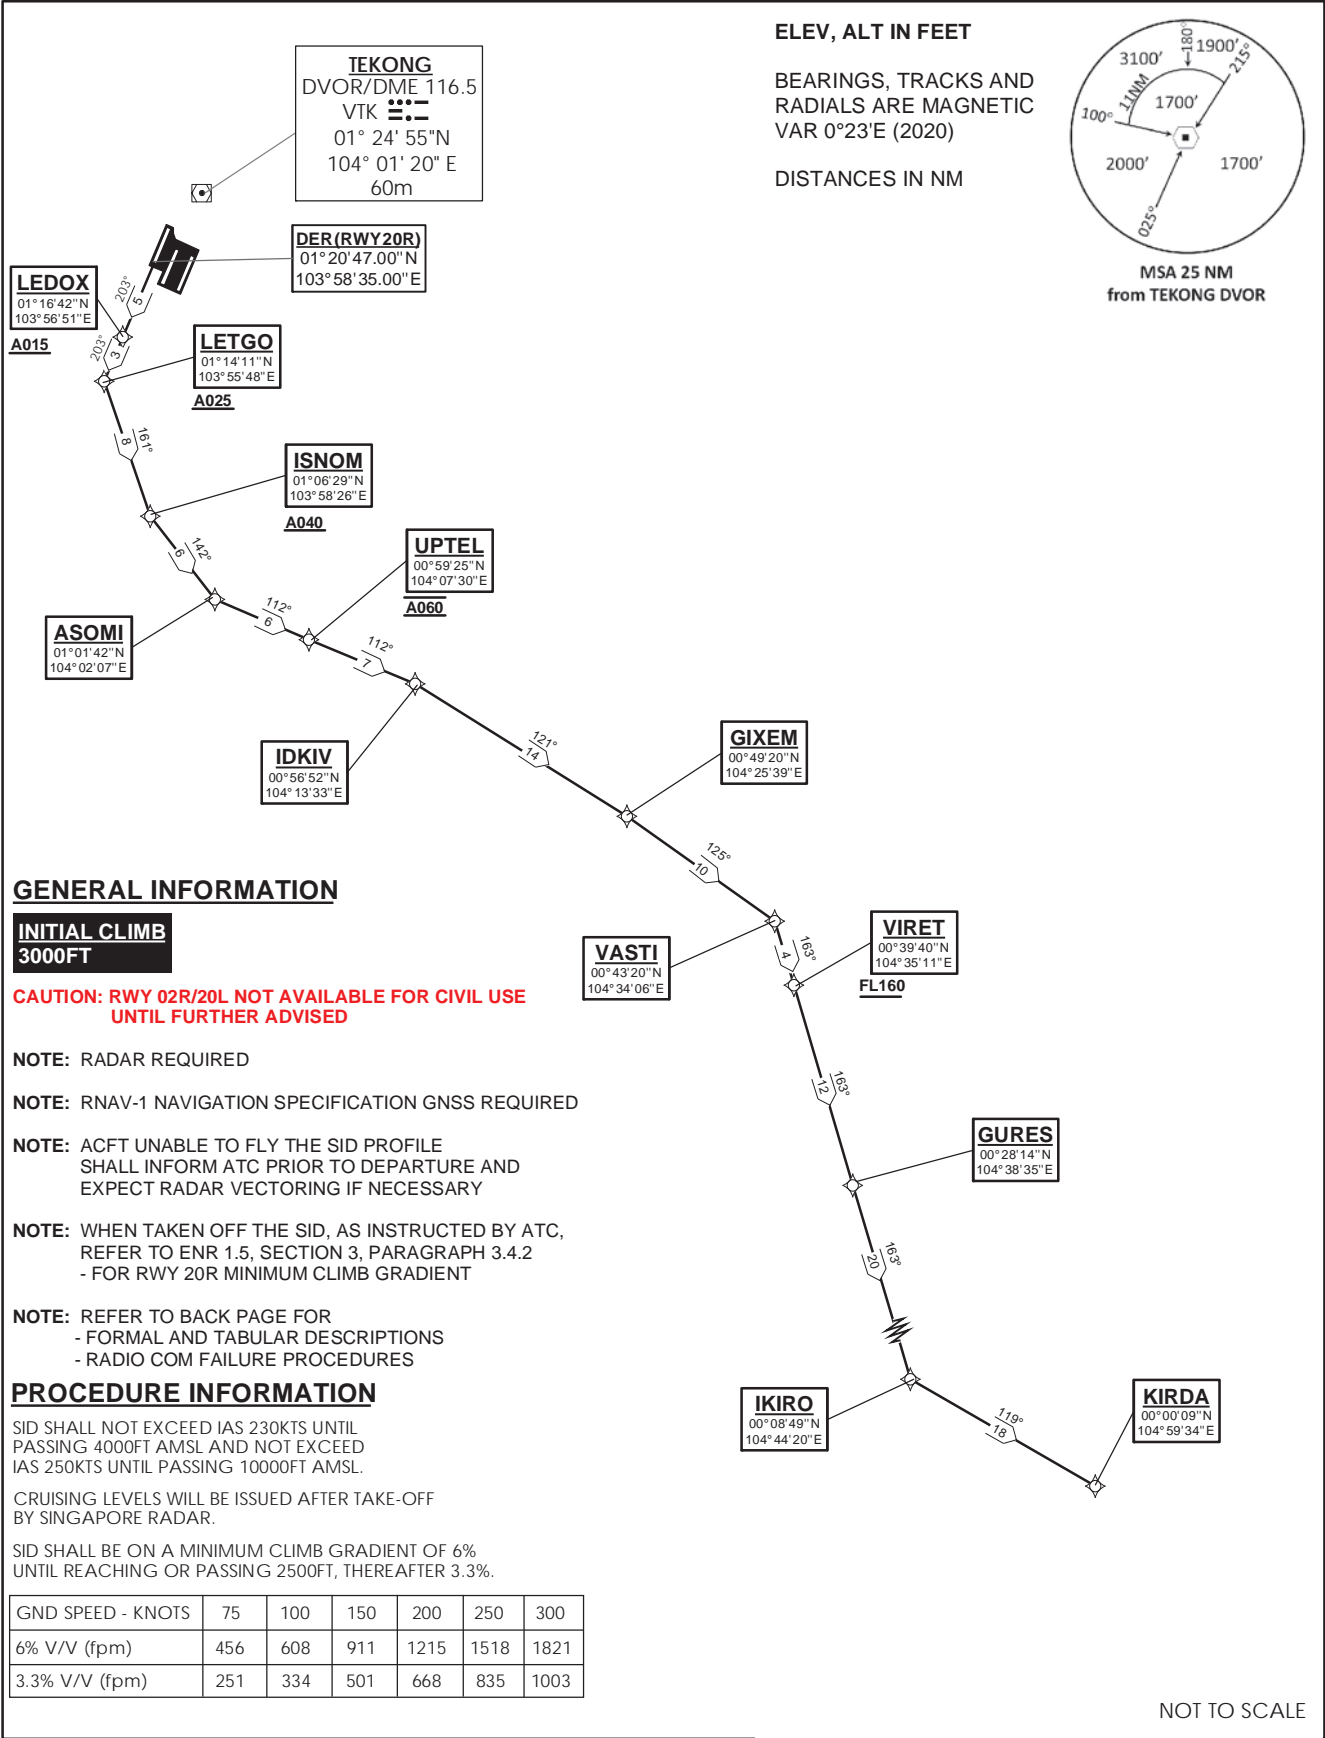 ELEV, ALT IN FEET
BEARINGS, TRACKS AND
RADIALS ARE MAGNETIC
VAR 0°23'E (2020)
DISTANCES IN NM
3100'
180°
1900'
215°
11NM
1700'
100°
2000'
1700'
025°
MSA 25 NM
from TEKONG DVOR
TEKONG
DVOR/DME 116.5
VTK
01° 24' 55"N
104° 01' 20" E
60m
DER(RWY20R)
01°20'47.00"N
103°58'35.00"E
LEDOX
01°16'42"N
103°56'51"E
A015
203°
5
203°
3
LETGO
01°14'11"N
103°55'48"E
A025
161°
8
ISNOM
01°06'29"N
103°58'26"E
A040
142°
6
UPTEL
00°59'25"N
104°07'30"E
A060
ASOMI
01°01'42"N
104°02'07"E
112°
6
112°
7
IDKIV
00°56'52"N
104°13'33"E
121°
14
GIXEM
00°49'20"N
104°25'39"E
125°
10
VASTI
00°43'20"N
104°34'06"E
163°
4
VIRET
00°39'40"N
104°35'11"E
FL160
163°
12
GURES
00°28'14"N
104°38'35"E
163°
20
IKIRO
00°08'49"N
104°44'20"E
119°
18
KIRDA
00°00'09"N
104°59'34"E
GENERAL INFORMATION
INITIAL CLIMB
3000FT
CAUTION: RWY 02R/20L NOT AVAILABLE FOR CIVIL USE
UNTIL FURTHER ADVISED
NOTE: RADAR REQUIRED
NOTE: RNAV-1 NAVIGATION SPECIFICATION GNSS REQUIRED
NOTE: ACFT UNABLE TO FLY THE SID PROFILE
SHALL INFORM ATC PRIOR TO DEPARTURE AND
EXPECT RADAR VECTORING IF NECESSARY
NOTE: WHEN TAKEN OFF THE SID, AS INSTRUCTED BY ATC,
REFER TO ENR 1.5, SECTION 3, PARAGRAPH 3.4.2
- FOR RWY 20R MINIMUM CLIMB GRADIENT
NOTE: REFER TO BACK PAGE FOR
- FORMAL AND TABULAR DESCRIPTIONS
- RADIO COM FAILURE PROCEDURES
PROCEDURE INFORMATION
SID SHALL NOT EXCEED IAS 230KTS UNTIL
PASSING 4000FT AMSL AND NOT EXCEED
IAS 250KTS UNTIL PASSING 10000FT AMSL.
CRUISING LEVELS WILL BE ISSUED AFTER TAKE-OFF
BY SINGAPORE RADAR.
SID SHALL BE ON A MINIMUM CLIMB GRADIENT OF 6%
UNTIL REACHING OR PASSING 2500FT, THEREAFTER 3.3%.
GND SPEED - KNOTS 75 100 150 200 250 300
6% V/V (fpm) 456 608 911 1215 1518 1821
3.3% V/V (fpm) 251 334 501 668 835 1003
NOT TO SCALE